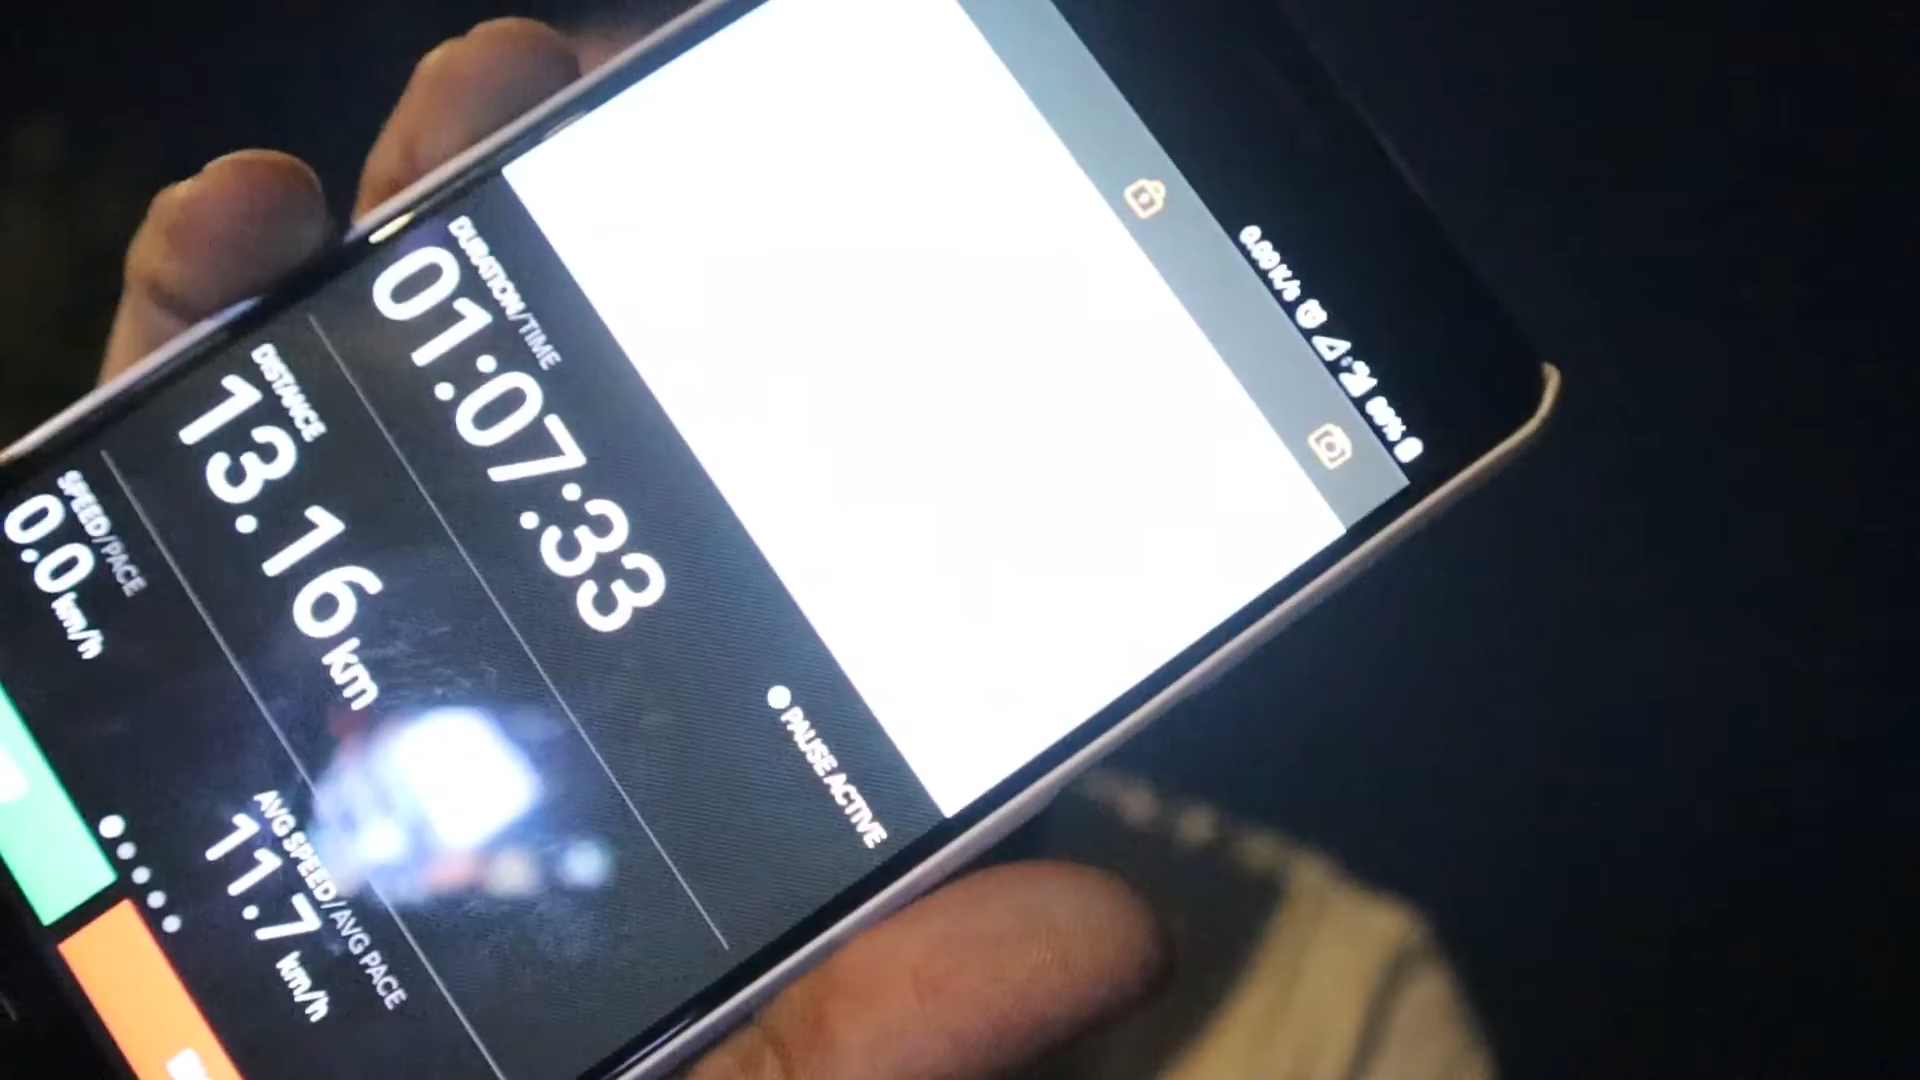 PAUSE ACTIVE
DURATION/TIME
01:07:33
DISTANCE
13.16 km
SPEED/PACE
0.0 km/h
AVG SPEED/AVG PACE
11.7 km/h